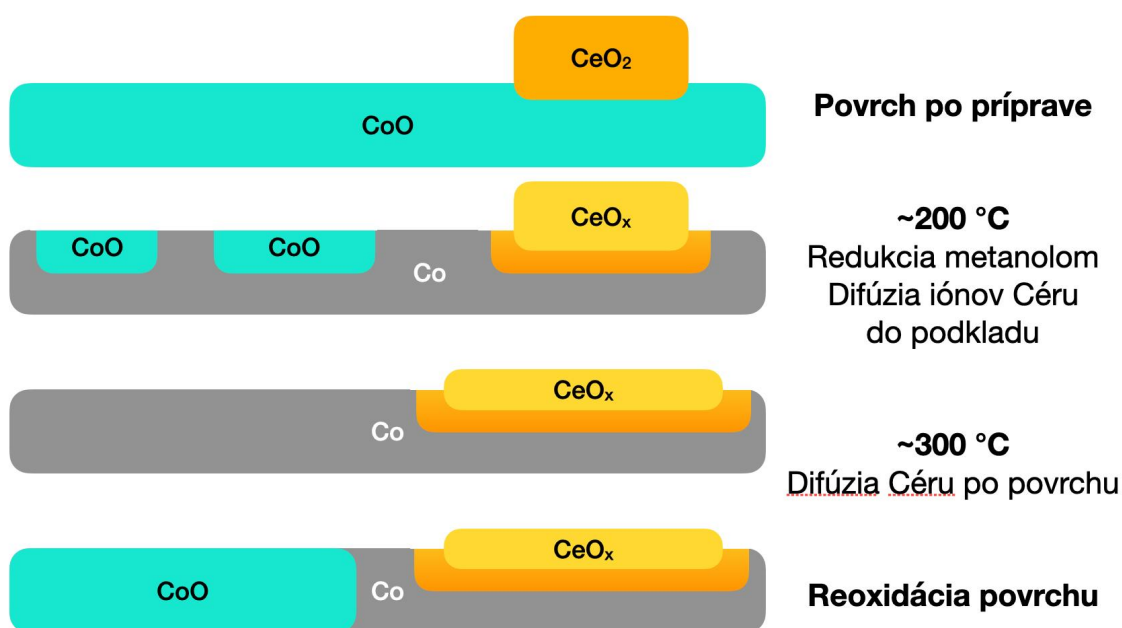 CeO₂
CoO
Povrch po príprave
CeOₓ
CoO
CoO
Co
~200 °C
Redukcia metanolom
Difúzia iónov Céru
do podkladu
CeOₓ
Co
~300 °C
Difúzia Céru po povrchu
CeOₓ
CoO
Co
Reoxidácia povrchu